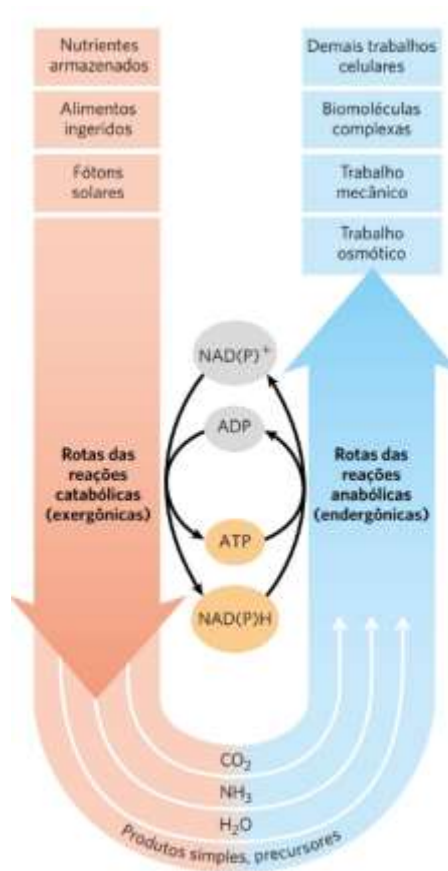 Nutrientes
armazenados
Alimentos
ingeridos
Fótons
solares
Demais trabalhos
celulares
Biomoléculas
complexas
Trabalho
mecânico
Trabalho
osmótico
NAD(P)⁺
ADP
ATP
NAD(P)H
Rotas das
reações
catabólicas
(exergônicas)
Rotas das
reações
anabólicas
(endergônicas)
CO₂
NH₃
H₂O
Produtos simples, precursores